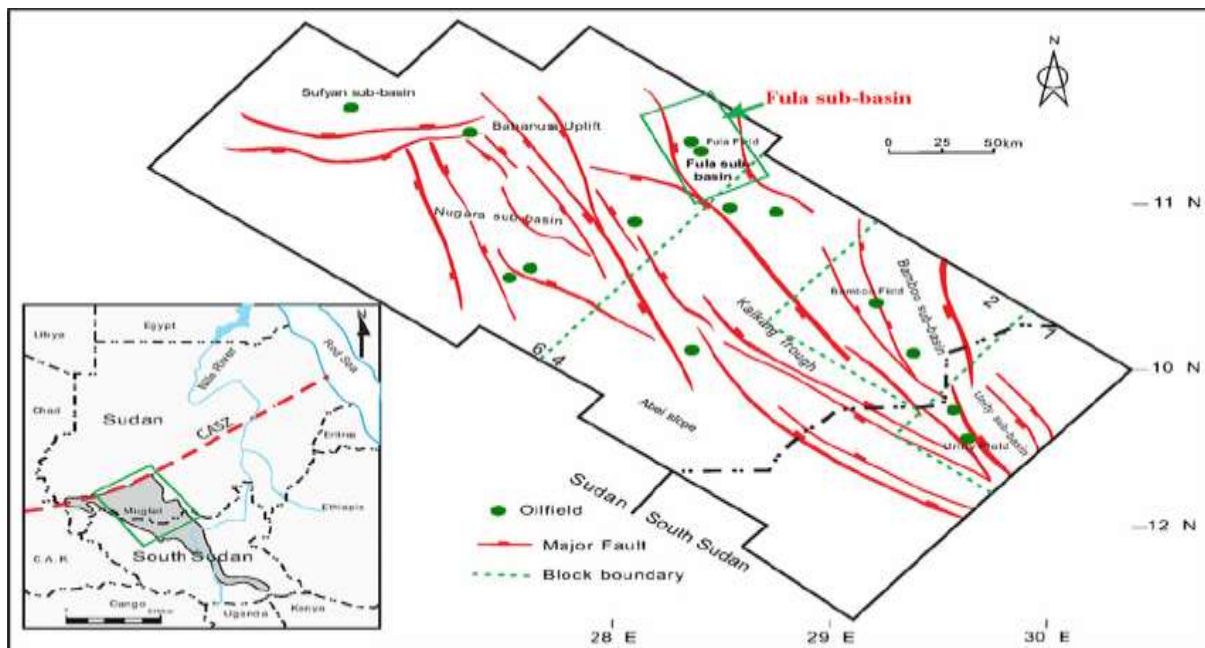 Sufyan sub-basin
Babanusa Uplift
Fula sub-basin
Fula Field
Fula sub-
basin
Nugara sub-basin
N
0 25 50km
11 N
Bamboo Field
Bamboo sub-basin
2
1
Kaikang Trough
6
4
10 N
Abei slope
Unity sub-basin
Unity Field
Sudan
South Sudan
12 N
Oilfield
Major Fault
Block boundary
28 E
29 E
30 E
Libya
Egypt
N
Nile River
Red Sea
Chad
Sudan
CASZ
Eritrea
Ethiopia
Muglad
C.A.R.
South Sudan
Congo
Uganda
Kenya